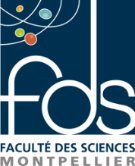 fds
FACULTÉ DES SCIENCES
MONTPELLIER